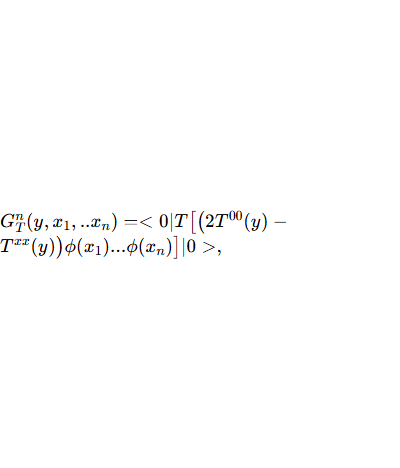 G_T^n(y, x_1, ..x_n) =< 0|T[(2T^{00}(y) −
T^{xx}(y))ϕ(x_1)...ϕ(x_n)]|0 >,